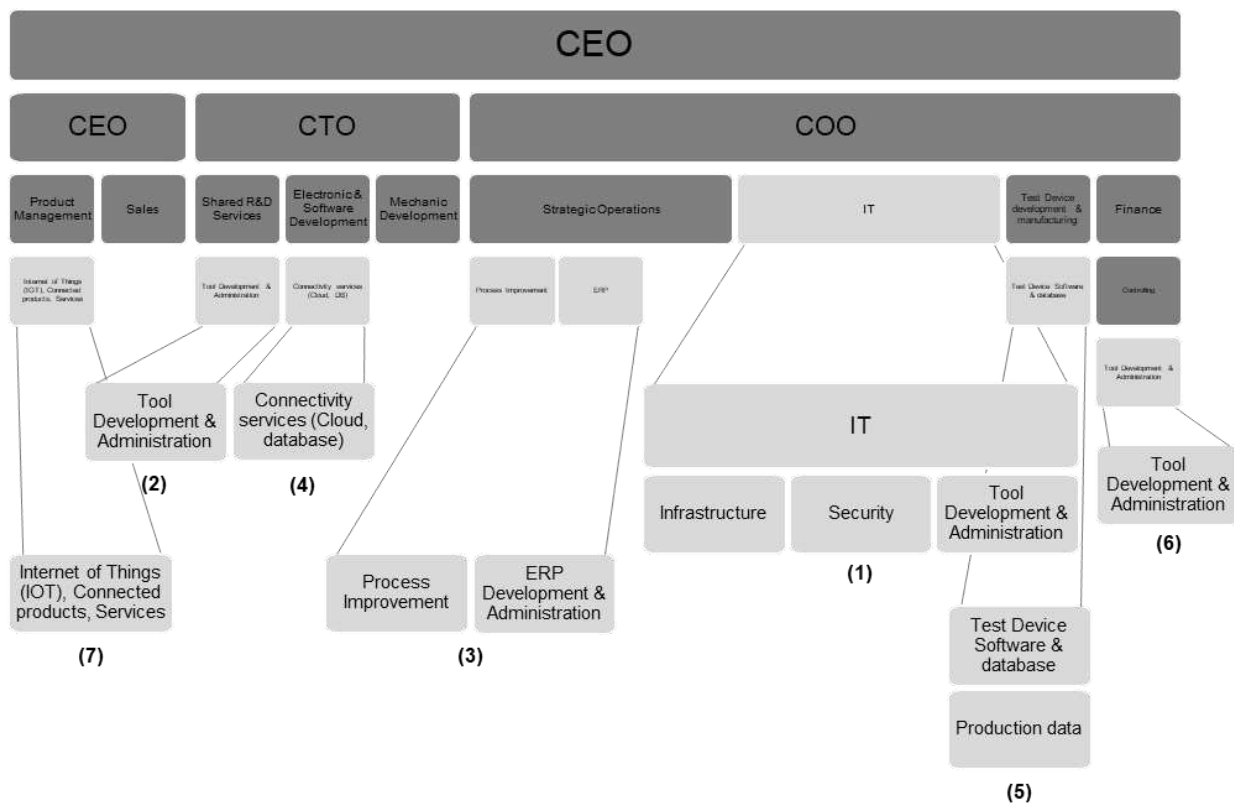 CEO
CEO
CTO
COO
Product
Management
Sales
Shared R&D
Services
Electronic &
Software
Development
Mechanic
Development
Strategic Operations
IT
Test Device
development &
manufacturing
Finance
Internet of Things
(IOT), Connected
products, Services
Tool Development &
Administration
Connectivity services
(Cloud, DB)
Process Improvement
ERP
Test Device Software
& database
Controlling
Tool Development &
Administration
Tool
Development &
Administration
(2)
Connectivity
services (Cloud,
database)
(4)
IT
Infrastructure
Security
Tool
Development &
Administration
(1)
Tool
Development &
Administration
(6)
Internet of Things
(IOT), Connected
products, Services
(7)
Process
Improvement
ERP
Development &
Administration
(3)
Test Device
Software &
database
Production data
(5)